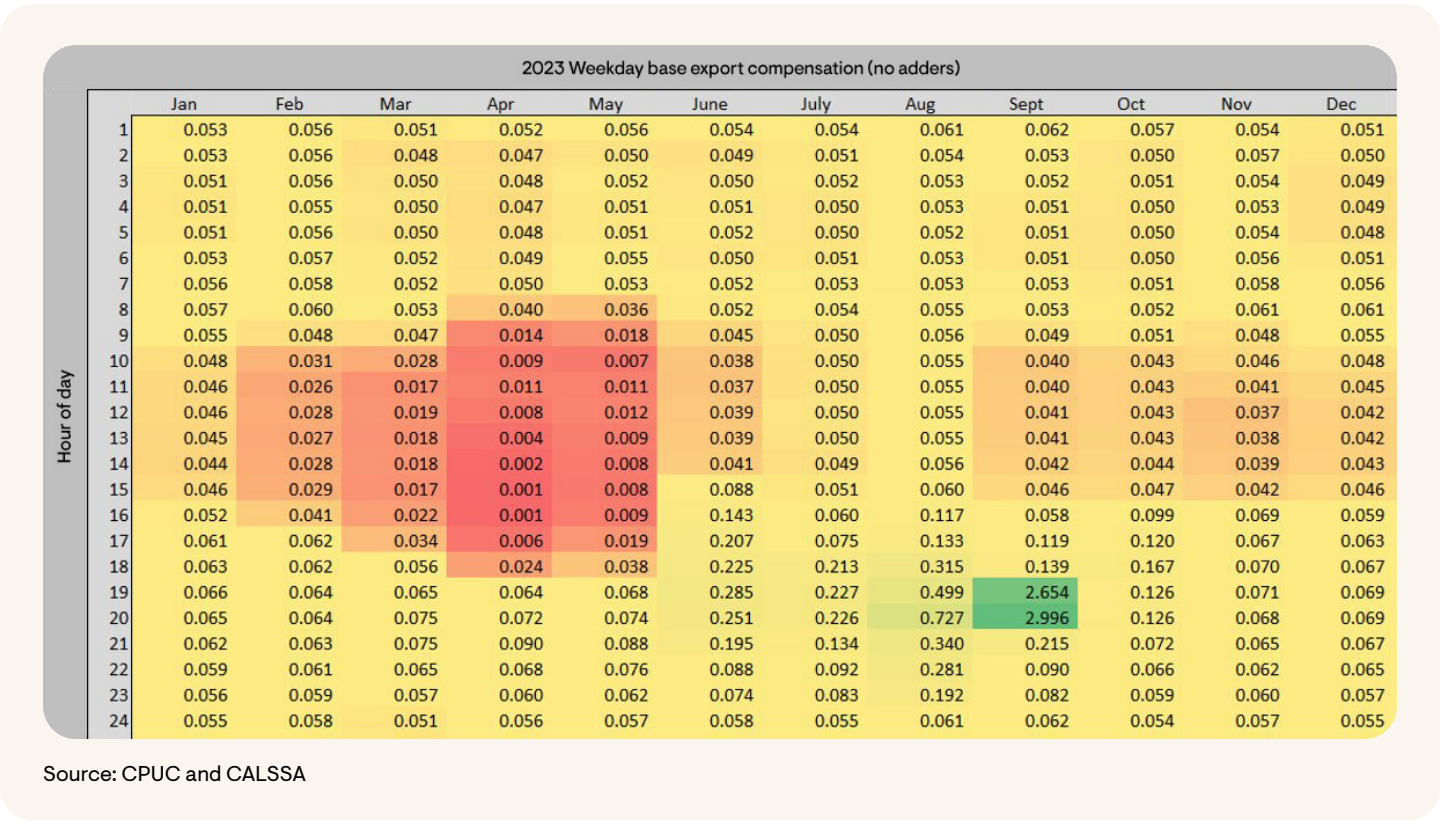 2023 Weekday base export compensation (no adders)
Jan Feb Mar Apr May June July Aug Sept Oct Nov Dec
Hour of day
1 0.053 0.056 0.051 0.052 0.056 0.054 0.054 0.061 0.062 0.057 0.054 0.051
2 0.053 0.056 0.048 0.047 0.050 0.049 0.051 0.054 0.053 0.050 0.057 0.050
3 0.051 0.056 0.050 0.048 0.052 0.050 0.052 0.053 0.052 0.051 0.054 0.049
4 0.051 0.055 0.050 0.047 0.051 0.051 0.050 0.053 0.051 0.050 0.053 0.049
5 0.051 0.056 0.050 0.048 0.051 0.052 0.050 0.052 0.051 0.050 0.054 0.048
6 0.053 0.057 0.052 0.049 0.055 0.050 0.051 0.053 0.051 0.050 0.056 0.051
7 0.056 0.058 0.052 0.050 0.053 0.052 0.053 0.053 0.053 0.051 0.058 0.056
8 0.057 0.060 0.053 0.040 0.036 0.052 0.054 0.055 0.053 0.052 0.061 0.061
9 0.055 0.048 0.047 0.014 0.018 0.045 0.050 0.056 0.049 0.051 0.048 0.055
10 0.048 0.031 0.028 0.009 0.007 0.038 0.050 0.055 0.040 0.043 0.046 0.048
11 0.046 0.026 0.017 0.011 0.011 0.037 0.050 0.055 0.040 0.043 0.041 0.045
12 0.046 0.028 0.019 0.008 0.012 0.039 0.050 0.055 0.041 0.043 0.037 0.042
13 0.045 0.027 0.018 0.004 0.009 0.039 0.050 0.055 0.041 0.043 0.038 0.042
14 0.044 0.028 0.018 0.002 0.008 0.041 0.049 0.056 0.042 0.044 0.039 0.043
15 0.046 0.029 0.017 0.001 0.008 0.088 0.051 0.060 0.046 0.047 0.042 0.046
16 0.052 0.041 0.022 0.001 0.009 0.143 0.060 0.117 0.058 0.099 0.069 0.059
17 0.061 0.062 0.034 0.006 0.019 0.207 0.075 0.133 0.119 0.120 0.067 0.063
18 0.063 0.062 0.056 0.024 0.038 0.225 0.213 0.315 0.139 0.167 0.070 0.067
19 0.066 0.064 0.065 0.064 0.068 0.285 0.227 0.499 2.654 0.126 0.071 0.069
20 0.065 0.064 0.075 0.072 0.074 0.251 0.226 0.727 2.996 0.126 0.068 0.069
21 0.062 0.063 0.075 0.090 0.088 0.195 0.134 0.340 0.215 0.072 0.065 0.067
22 0.059 0.061 0.065 0.068 0.076 0.088 0.092 0.281 0.090 0.066 0.062 0.065
23 0.056 0.059 0.057 0.060 0.062 0.074 0.083 0.192 0.082 0.059 0.060 0.057
24 0.055 0.058 0.051 0.056 0.057 0.058 0.055 0.061 0.062 0.054 0.057 0.055
Source: CPUC and CALSSA